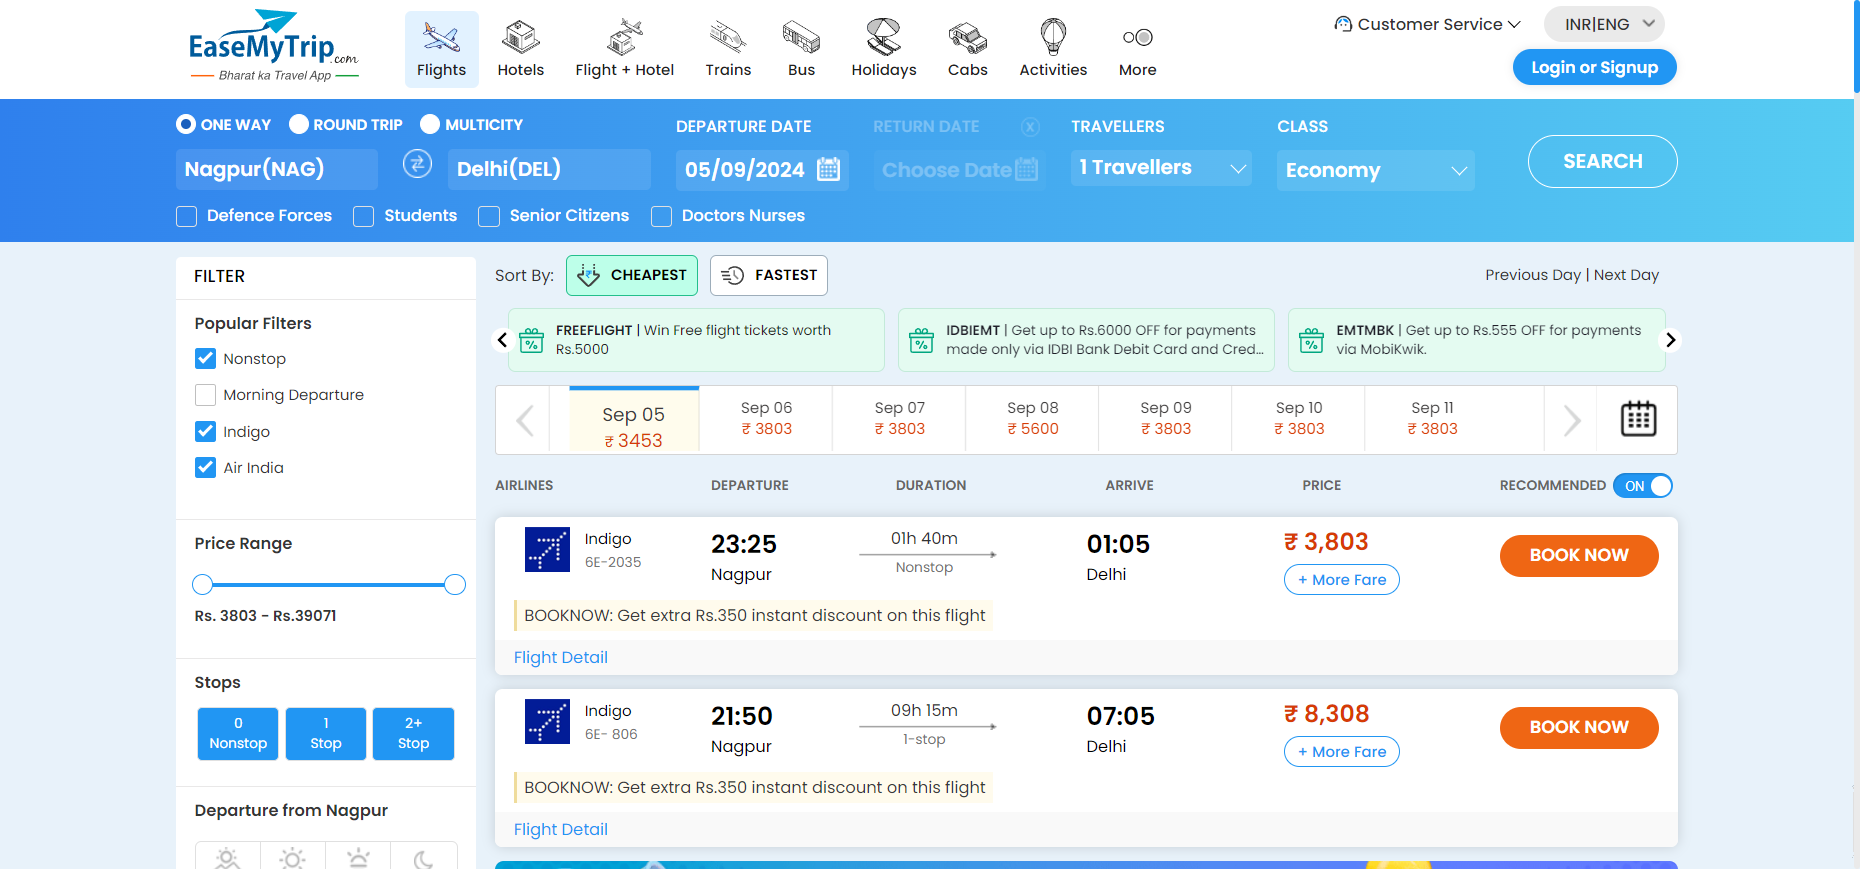 EaseMyTrip.com
Bharat ka Travel App
Flights
Hotels
Flight + Hotel
Trains
Bus
Holidays
Cabs
Activities
More
Customer Service
INR|ENG
Login or Signup
ONE WAY
ROUND TRIP
MULTICITY
DEPARTURE DATE
RETURN DATE
X
TRAVELLERS
CLASS
Nagpur(NAG)
Delhi(DEL)
05/09/2024
Choose Date
1 Travellers
Economy
SEARCH
Defence Forces
Students
Senior Citizens
Doctors Nurses
FILTER
Popular Filters
Nonstop
Morning Departure
Indigo
Air India
Price Range
Rs. 3803 - Rs.39071
Stops
0
Nonstop
1
Stop
2+
Stop
Departure from Nagpur
Sort By:
CHEAPEST
FASTEST
Previous Day | Next Day
FREEFLIGHT | Win Free flight tickets worth
Rs.5000
IDBIEMT | Get up to Rs.6000 OFF for payments
made only via IDBI Bank Debit Card and Cred...
EMTMBK | Get up to Rs.555 OFF for payments
via MobiKwik.
Sep 05
₹ 3453
Sep 06
₹ 3803
Sep 07
₹ 3803
Sep 08
₹ 5600
Sep 09
₹ 3803
Sep 10
₹ 3803
Sep 11
₹ 3803
AIRLINES
DEPARTURE
DURATION
ARRIVE
PRICE
RECOMMENDED
ON
Indigo
6E-2035
23:25
Nagpur
01h 40m
Nonstop
01:05
Delhi
₹ 3,803
+ More Fare
BOOK NOW
BOOKNOW: Get extra Rs.350 instant discount on this flight
Flight Detail
Indigo
6E- 806
21:50
Nagpur
09h 15m
1-stop
07:05
Delhi
₹ 8,308
+ More Fare
BOOK NOW
BOOKNOW: Get extra Rs.350 instant discount on this flight
Flight Detail